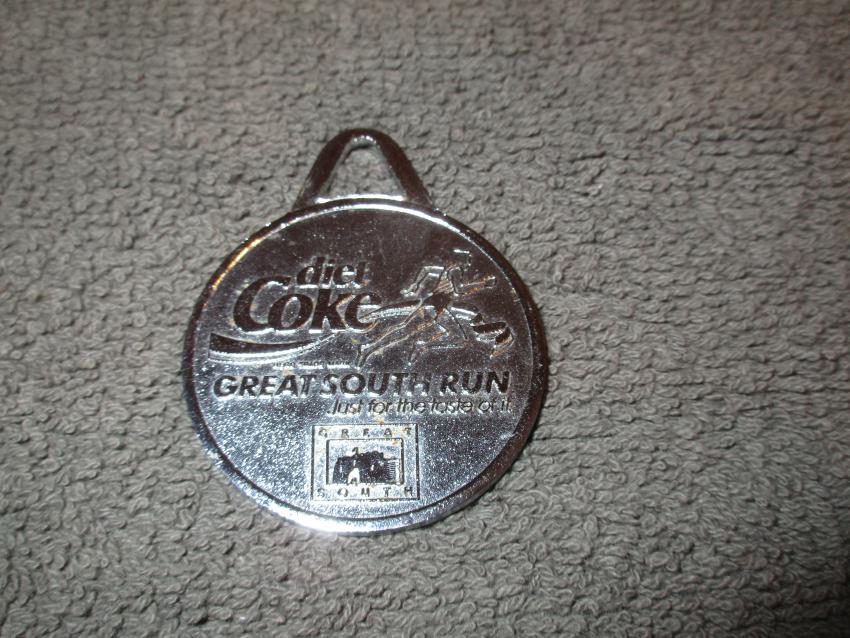 diet
Coke
GREAT SOUTH RUN
Just for the taste of it.
GREAT
SOUTH